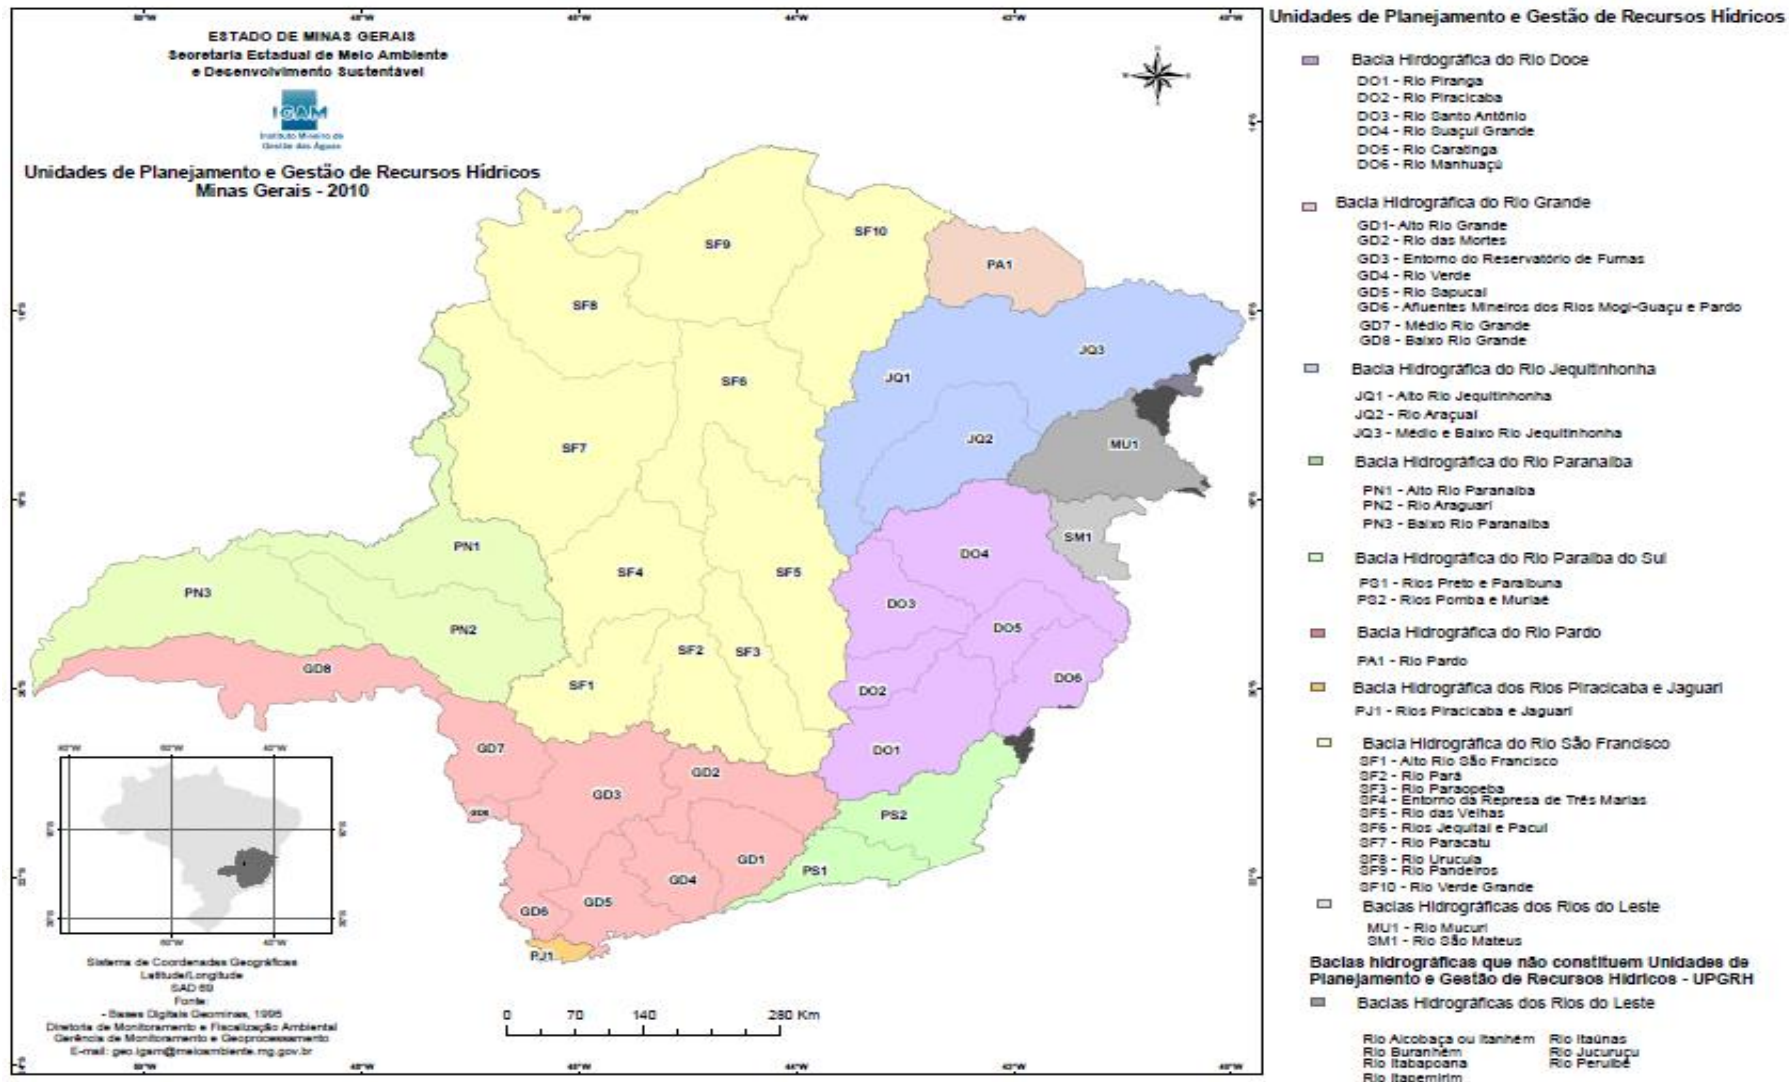 ESTADO DE MINAS GERAIS
Secretaria Estadual de Meio Ambiente
e Desenvolvimento Sustentável
IGAM
Instituto Mineiro de
Gestão das Águas
Unidades de Planejamento e Gestão de Recursos Hídricos
Minas Gerais - 2010
SF9
SF10
PA1
SF8
JQ3
SF6
JQ1
JQ2
MU1
SF7
SM1
PN1
DO4
SF4
SF5
PN3
DO3
PN2
DO5
SF2
SF3
GD8
DO6
SF1
DO2
GD7
DO1
GD2
GD3
GD6
PS2
GD1
PS1
GD4
GD5
GD6
PJ1
Sistema de Coordenadas Geográficas
Latitude/Longitude
SAD 69
Fonte:
- Bases Digitais Geominas, 1995
Diretoria de Monitoramento e Fiscalização Ambiental
Gerência de Monitoramento e Geoprocessamento
E-mail: geo.igam@meioambiente.mg.gov.br
0 70 140 280 Km
Unidades de Planejamento e Gestão de Recursos Hídricos
Bacia Hirdográfica do Rio Doce
DO1 - Rio Piranga
DO2 - Rio Piracicaba
DO3 - Rio Santo Antônio
DO4 - Rio Suaçuí Grande
DO5 - Rio Caratinga
DO6 - Rio Manhuaçú
Bacia Hidrográfica do Rio Grande
GD1- Alto Rio Grande
GD2 - Rio das Mortes
GD3 - Entorno do Reservatório de Furnas
GD4 - Rio Verde
GD5 - Rio Sapucaí
GD6 - Afluentes Mineiros dos Rios Mogi-Guaçu e Pardo
GD7 - Médio Rio Grande
GD8 - Baixo Rio Grande
Bacia Hidrográfica do Rio Jequitinhonha
JQ1 - Alto Rio Jequitinhonha
JQ2 - Rio Araçuaí
JQ3 - Médio e Baixo Rio Jequitinhonha
Bacia Hidrográfica do Rio Paranaíba
PN1 - Alto Rio Paranaíba
PN2 - Rio Araguari
PN3 - Baixo Rio Paranaíba
Bacia Hidrográfica do Rio Paraíba do Sul
PS1 - Rios Preto e Paraibuna
PS2 - Rios Pomba e Muriaé
Bacia Hidrográfica do Rio Pardo
PA1 - Rio Pardo
Bacia Hidrográfica dos Rios Piracicaba e Jaguari
PJ1 - Rios Piracicaba e Jaguari
Bacia Hidrográfica do Rio São Francisco
SF1 - Alto Rio São Francisco
SF2 - Rio Pará
SF3 - Rio Paraopeba
SF4 - Entorno da Represa de Três Marias
SF5 - Rio das Velhas
SF6 - Rios Jequitaí e Pacuí
SF7 - Rio Paracatu
SF8 - Rio Urucuia
SF9 - Rio Pandeiros
SF10 - Rio Verde Grande
Bacias Hidrográficas dos Rios do Leste
MU1 - Rio Mucuri
SM1 - Rio São Mateus
Bacias hidrográficas que não constituem Unidades de
Planejamento e Gestão de Recursos Hídricos - UPGRH
Bacias Hidrográficas dos Rios do Leste
Rio Alcobaça ou Itanhém Rio Itaúnas
Rio Buranhém Rio Jucuruçu
Rio Itabapoana Rio Peruíbe
Rio Itapemirim